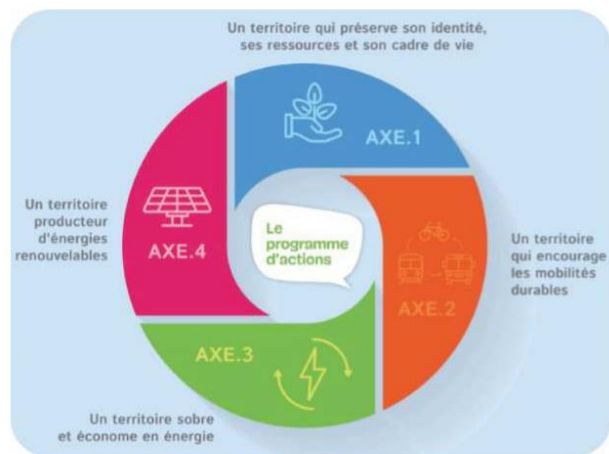 Un territoire qui préserve son identité,
ses ressources et son cadre de vie
AXE.1
Un territoire
qui encourage
les mobilités
durables
AXE.2
AXE.3
Un territoire sobre
et économe en énergie
Un territoire
producteur
d'énergies
renouvelables
AXE.4
Le
programme
d'actions